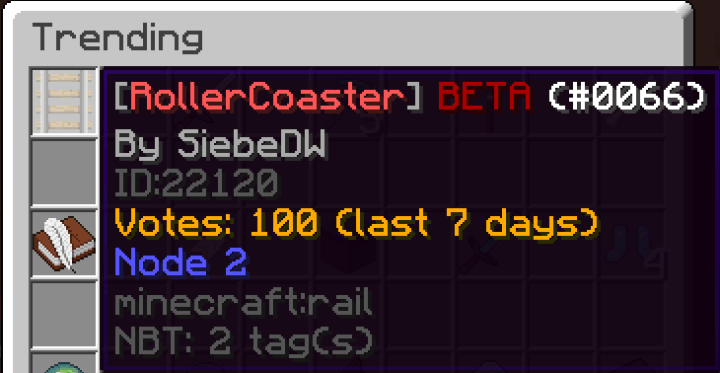 Trending
[RollerCoaster] BETA (#0066)
By SiebeDW
ID:22120
Votes: 100 (last 7 days)
Node 2
minecraft:rail
NBT: 2 tag(s)